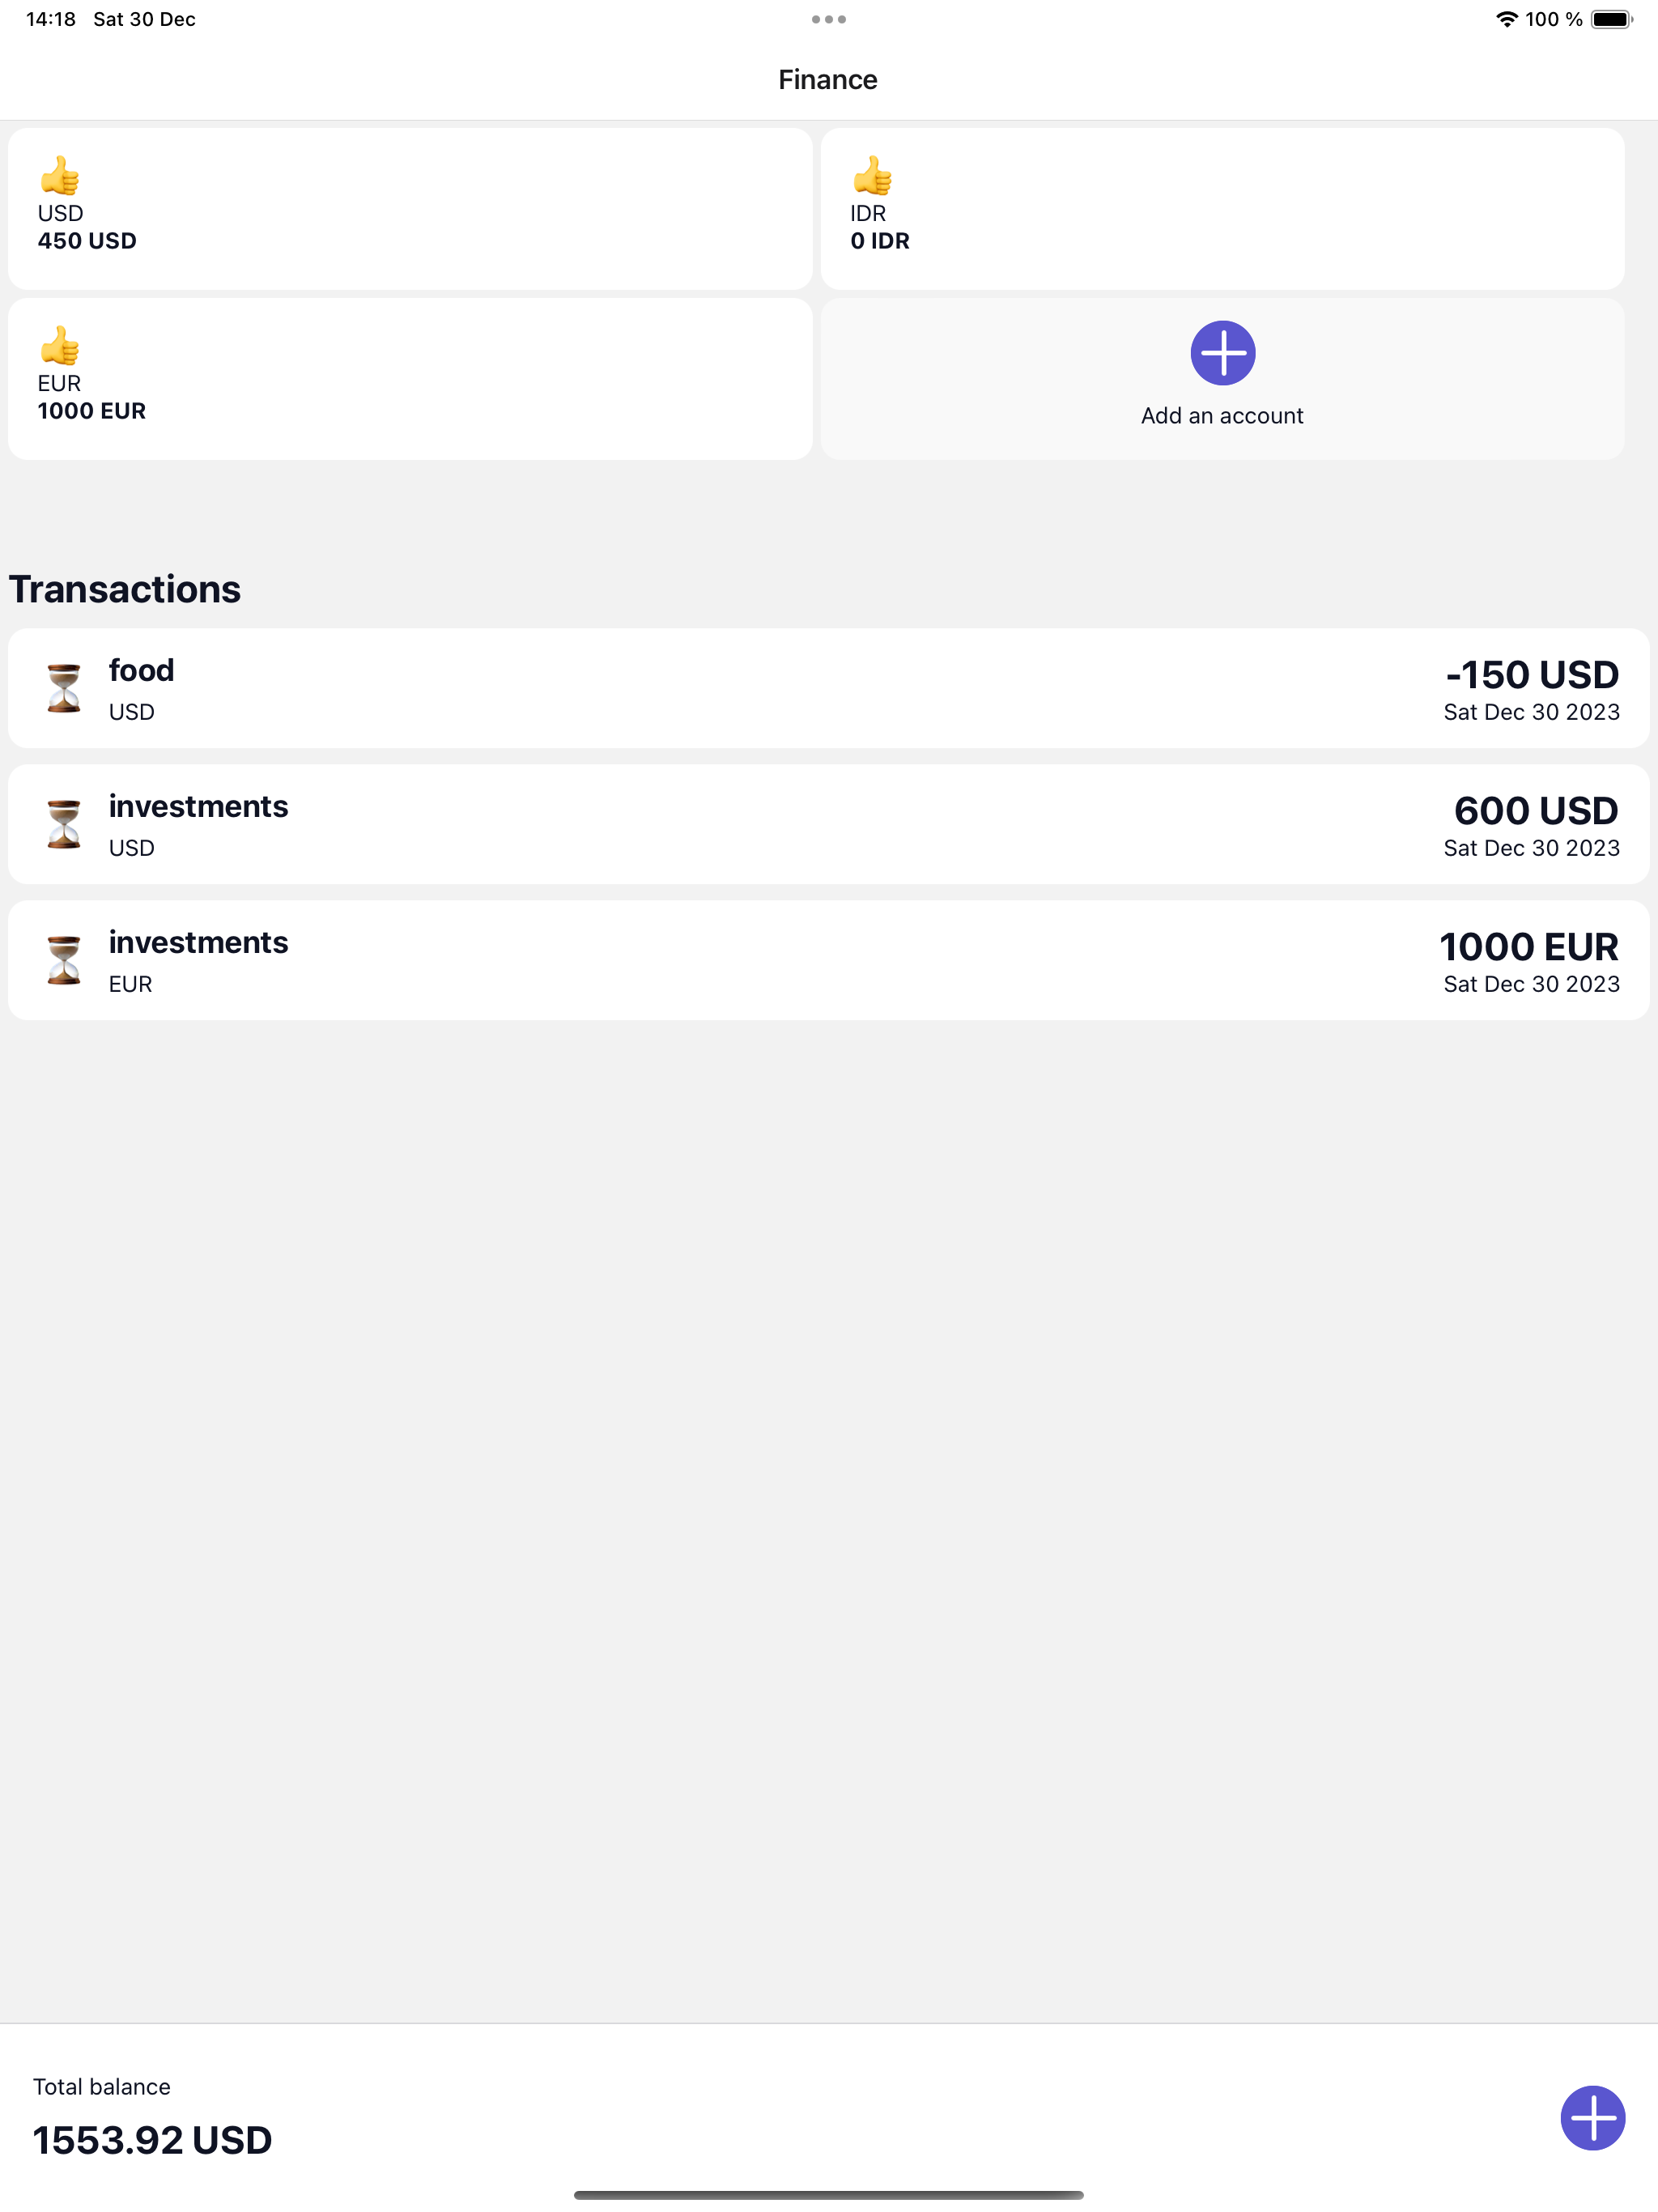 14:18 Sat 30 Dec
100 %
Finance
USD
450 USD
IDR
0 IDR
EUR
1000 EUR
Add an account
Transactions
food
USD
-150 USD
Sat Dec 30 2023
investments
USD
600 USD
Sat Dec 30 2023
investments
EUR
1000 EUR
Sat Dec 30 2023
Total balance
1553.92 USD